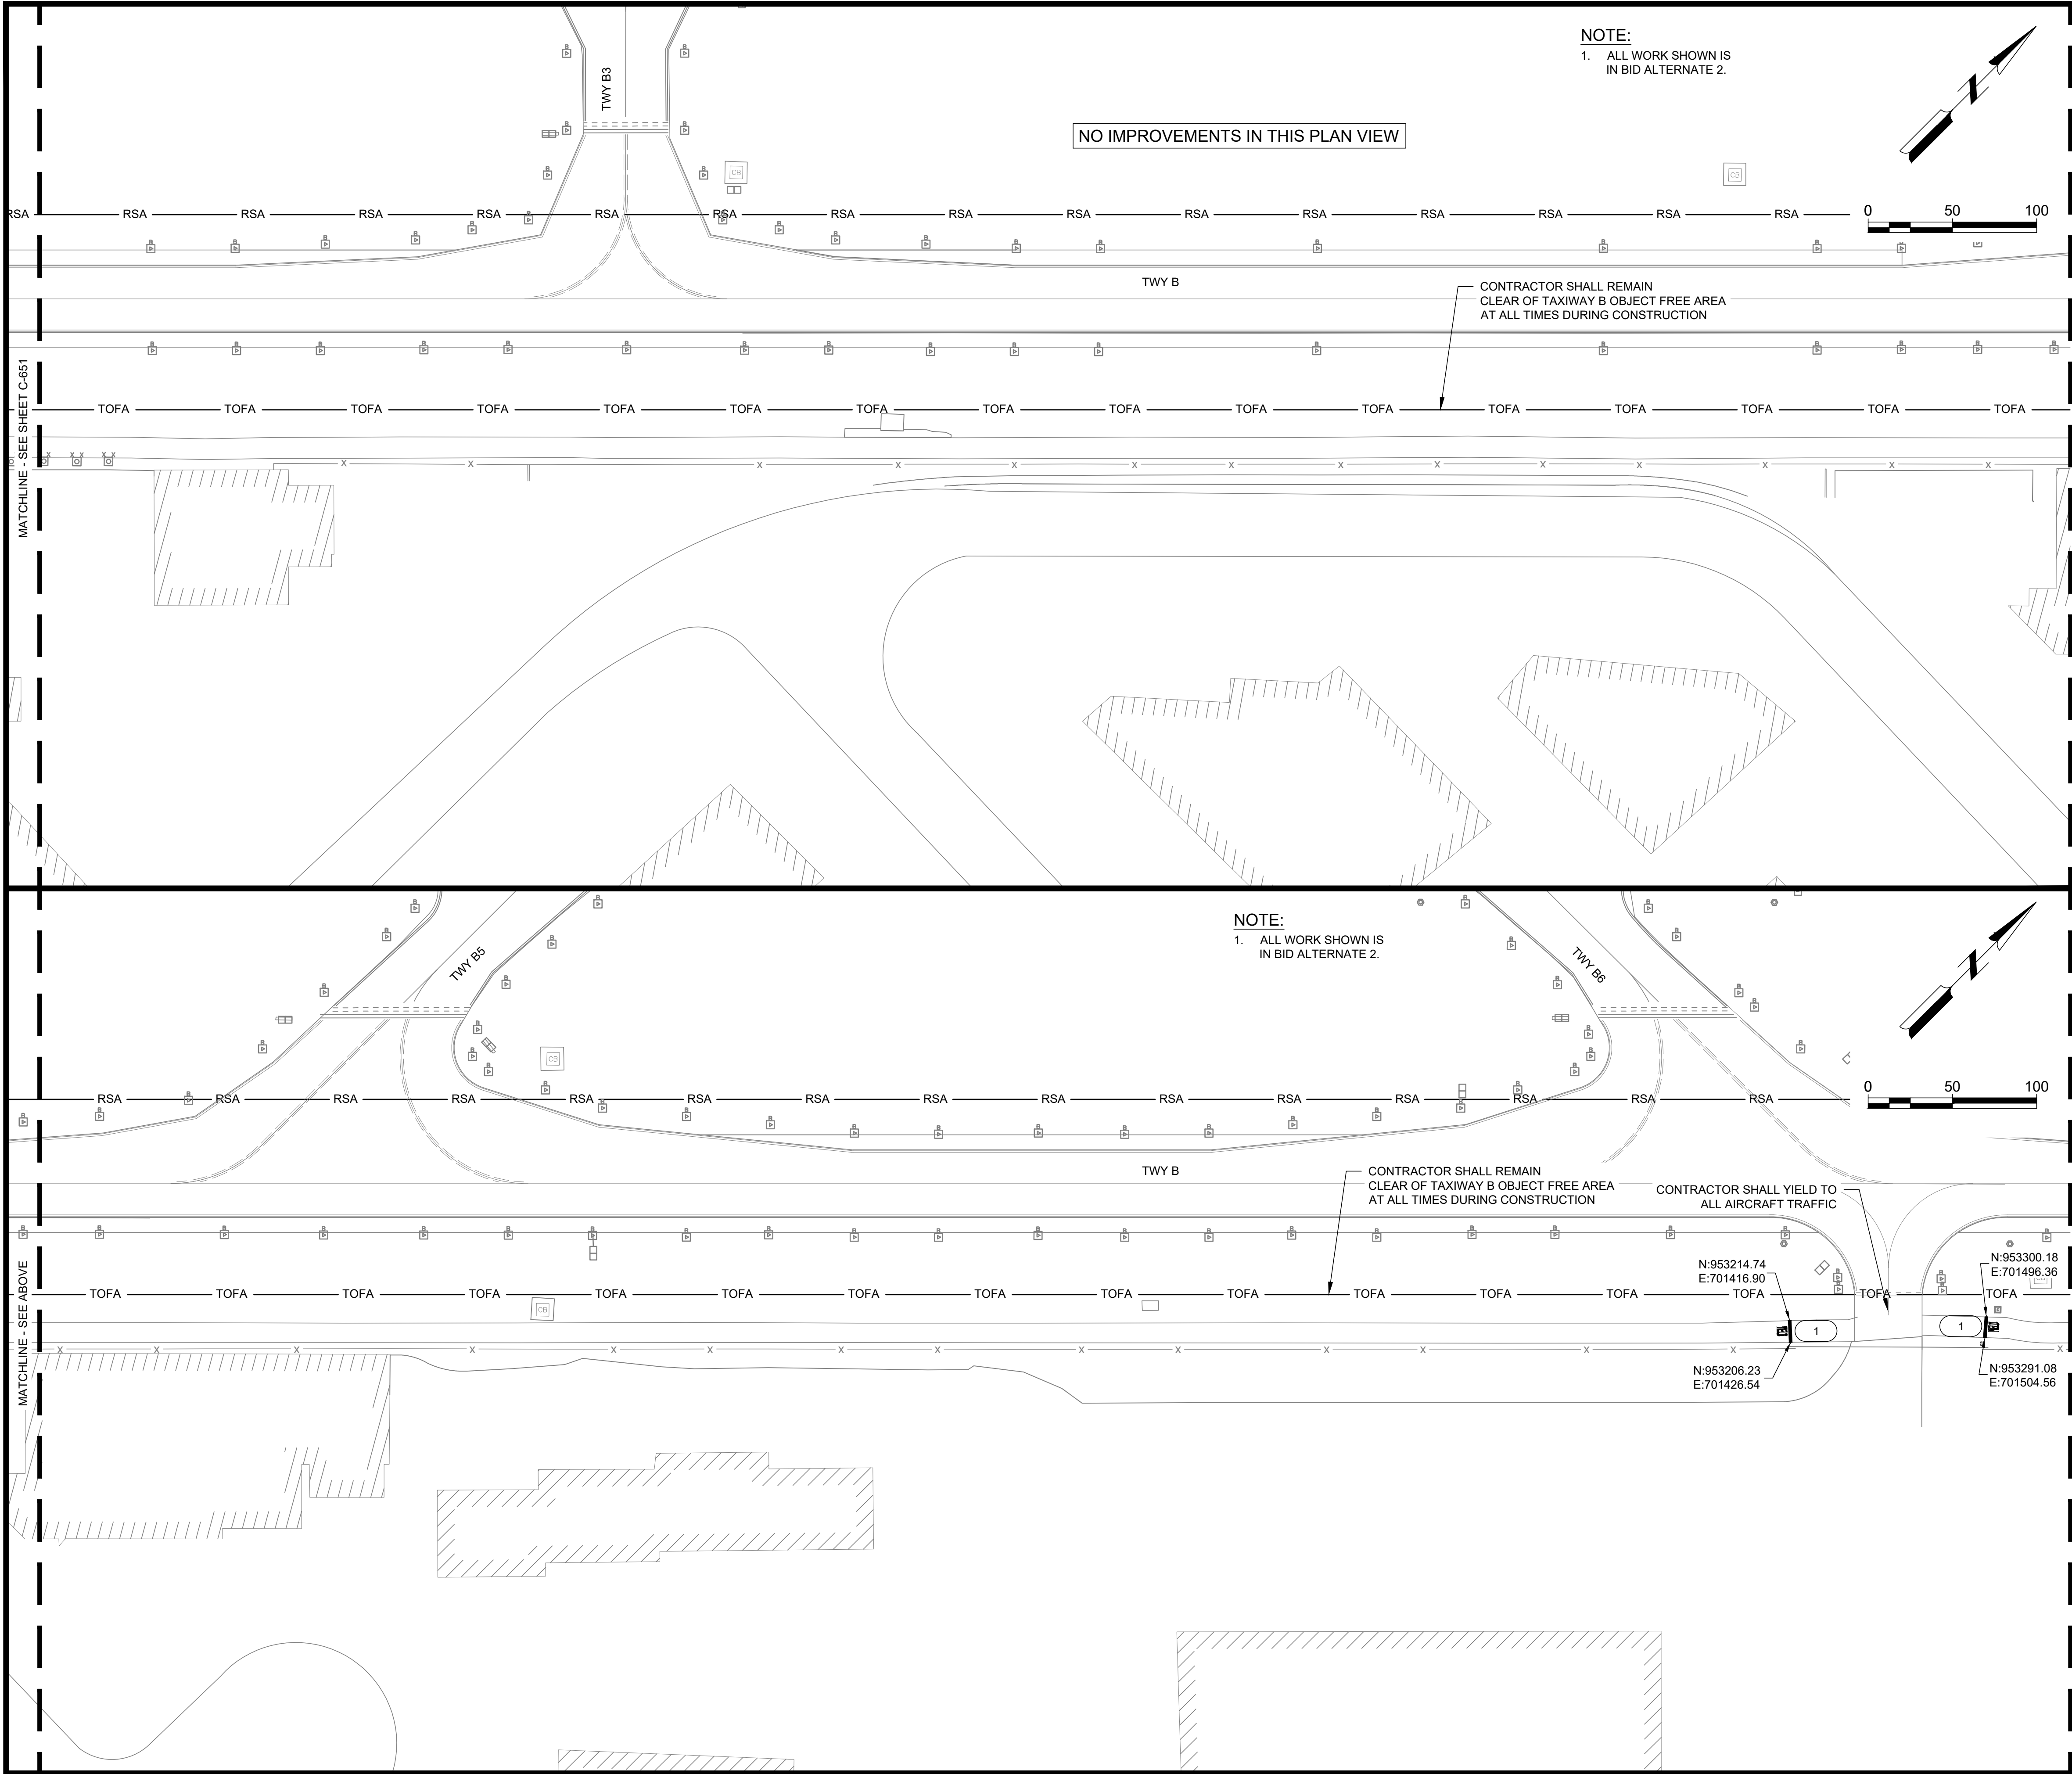 NOTE:
1. ALL WORK SHOWN IS
IN BID ALTERNATE 2.
TWY B3
NO IMPROVEMENTS IN THIS PLAN VIEW
CB
CB
RSA RSA RSA RSA RSA RSA RSA RSA RSA RSA RSA RSA RSA RSA RSA RSA
0 50 100
TWY B
CONTRACTOR SHALL REMAIN
CLEAR OF TAXIWAY B OBJECT FREE AREA
AT ALL TIMES DURING CONSTRUCTION
MATCHLINE - SEE SHEET C-651
TOFA TOFA TOFA TOFA TOFA TOFA TOFA TOFA TOFA TOFA TOFA TOFA TOFA TOFA TOFA TOFA
NOTE:
1. ALL WORK SHOWN IS
IN BID ALTERNATE 2.
TWY B5
TWY B6
CB
RSA RSA RSA RSA RSA RSA RSA RSA RSA RSA RSA RSA RSA RSA RSA
0 50 100
TWY B
CONTRACTOR SHALL REMAIN
CLEAR OF TAXIWAY B OBJECT FREE AREA
AT ALL TIMES DURING CONSTRUCTION
CONTRACTOR SHALL YIELD TO
ALL AIRCRAFT TRAFFIC
N:953214.74
E:701416.90
N:953300.18
E:701496.36
MATCHLINE - SEE ABOVE
TOFA TOFA TOFA TOFA TOFA TOFA TOFA TOFA TOFA TOFA TOFA TOFA TOFA TOFA TOFA TOFA
CB
1
1
N:953206.23
E:701426.54
N:953291.08
E:701504.56